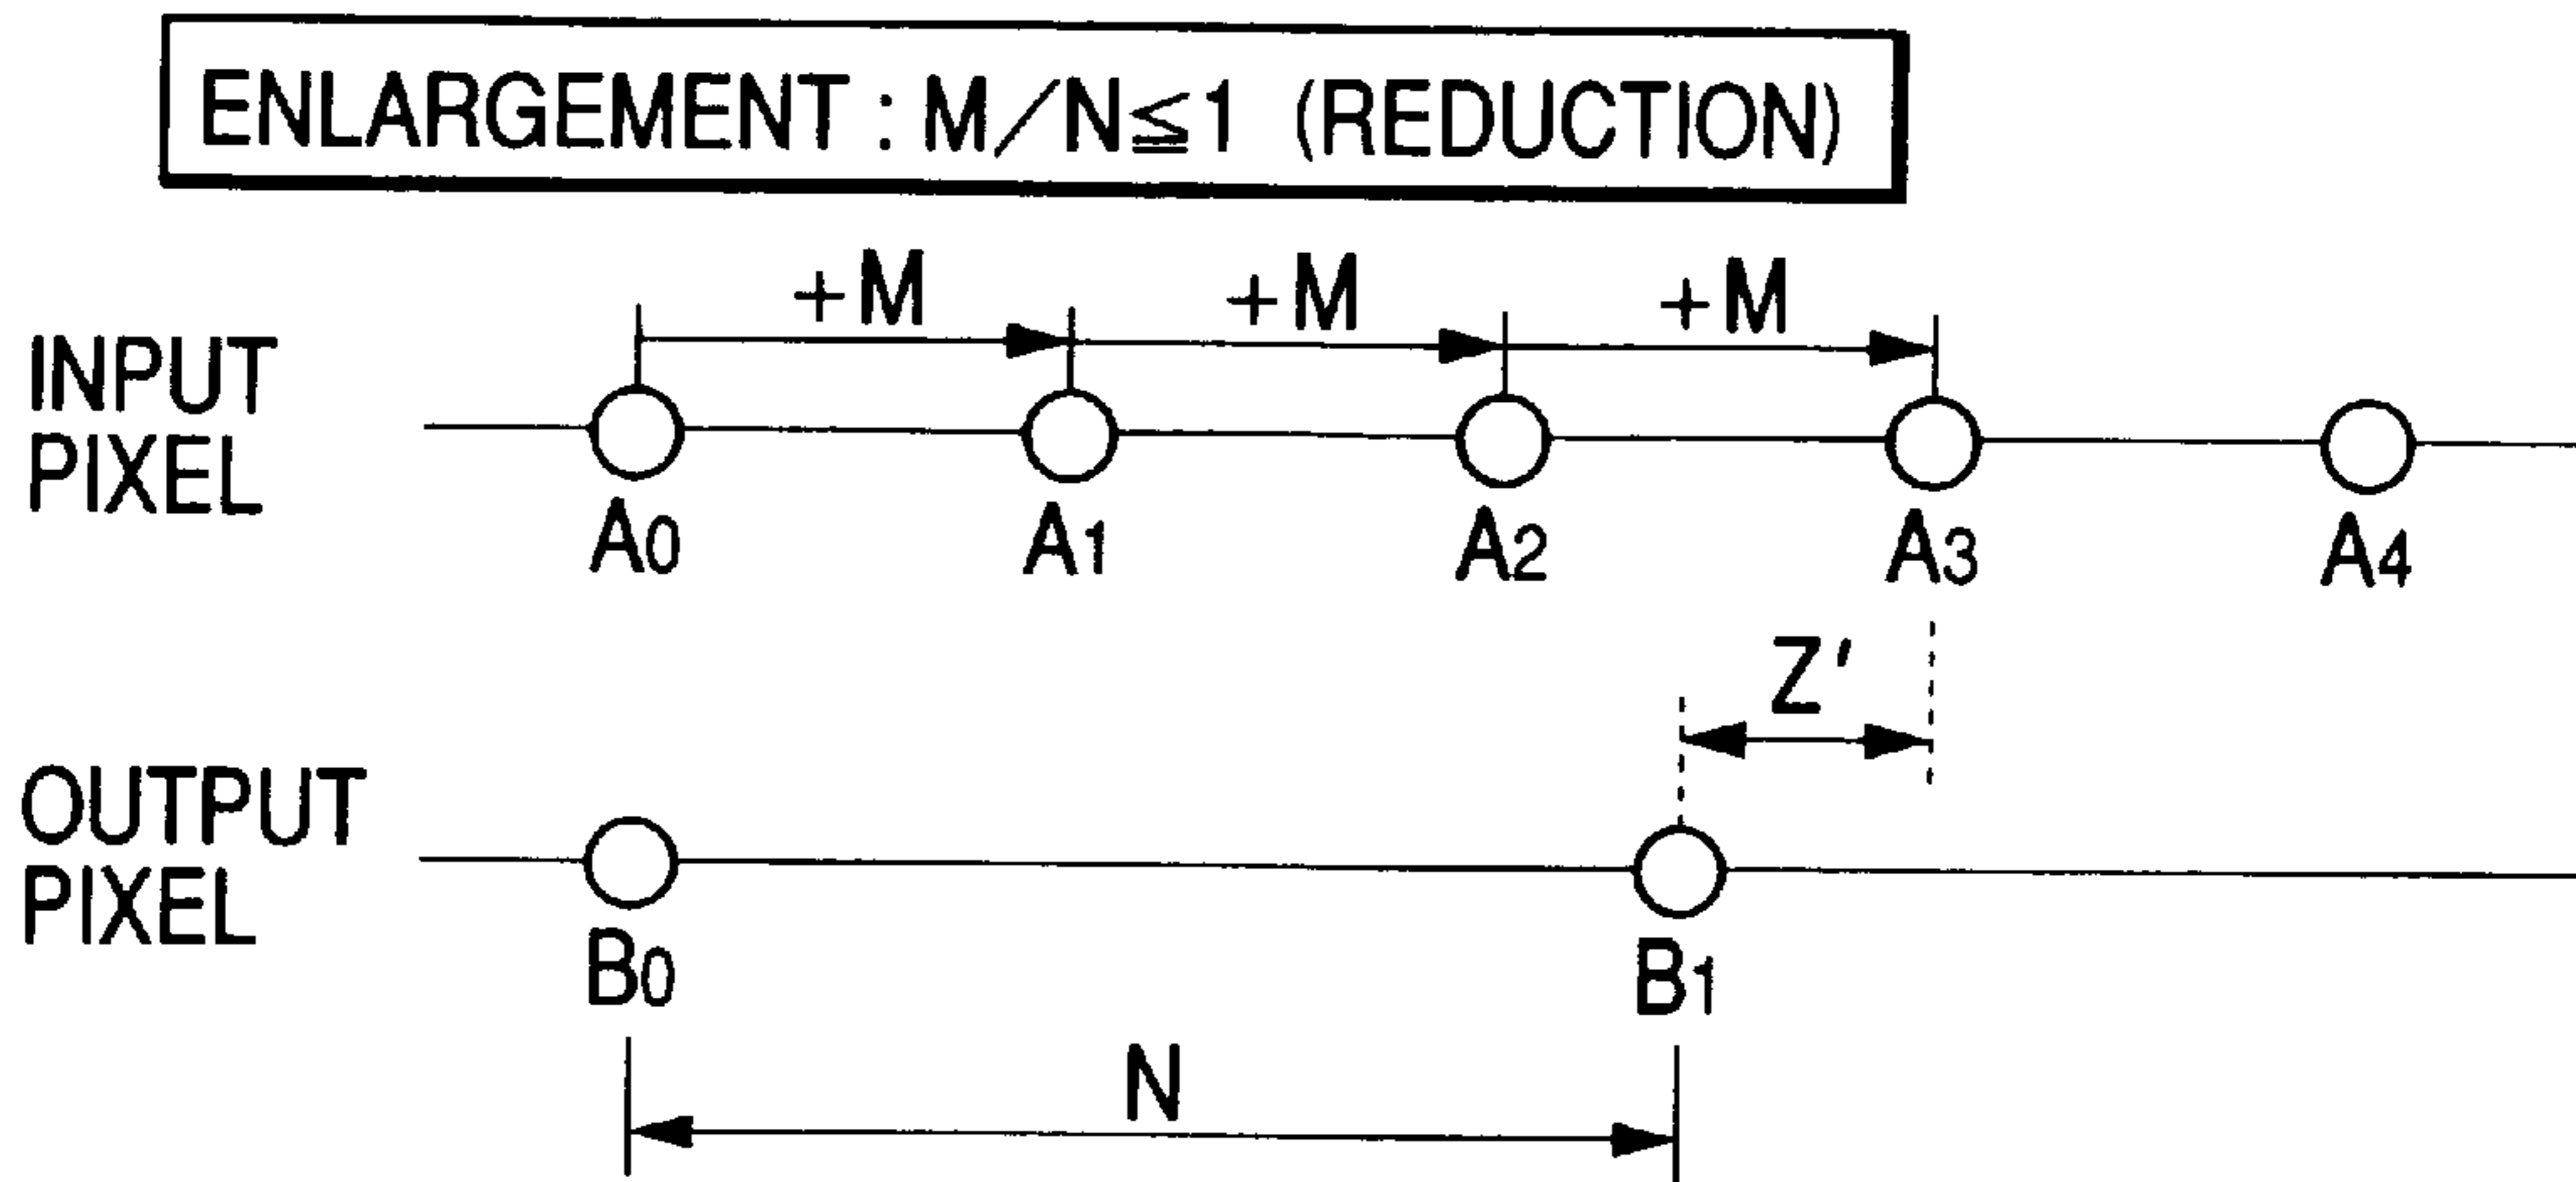 ENLARGEMENT : M/N≦1 (REDUCTION)
+M +M +M
INPUT
PIXEL
A0 A1 A2 A3 A4
Z'
OUTPUT
PIXEL
B0 B1
N